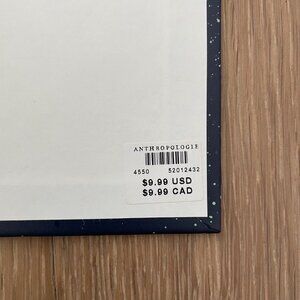 ANTHROPOLOGIE
4550 52012432
$9.99 USD
$9.99 CAD